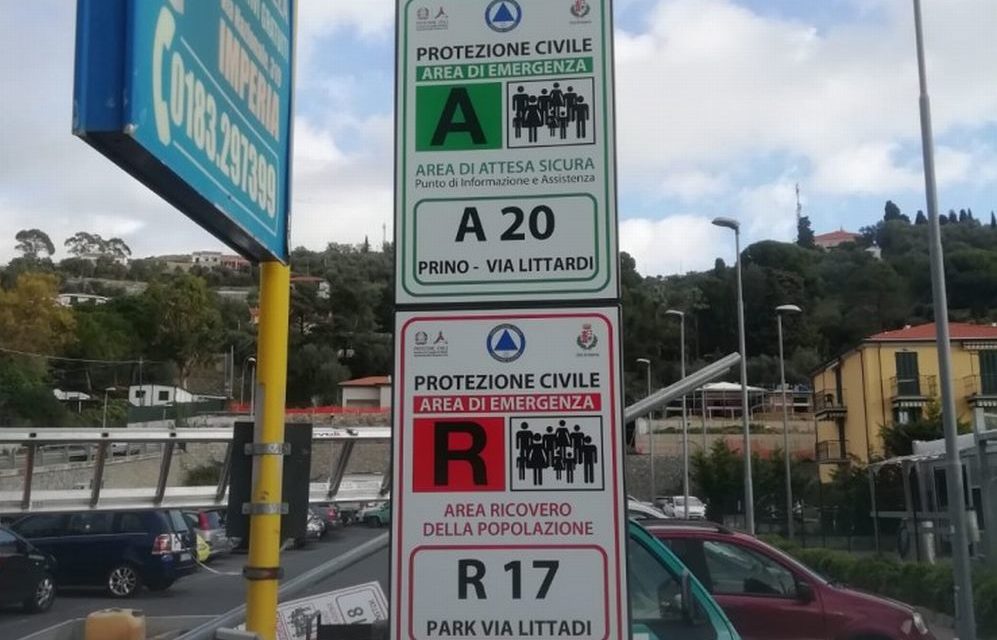 IMPERIA
0183.297399
PROTEZIONE CIVILE
AREA DI EMERGENZA
A
AREA DI ATTESA SICURA
Punto di Informazione e Assistenza
A 20
PRINO - VIA LITTARDI
PROTEZIONE CIVILE
AREA DI EMERGENZA
R
AREA RICOVERO
DELLA POPOLAZIONE
R 17
PARK VIA LITTADI